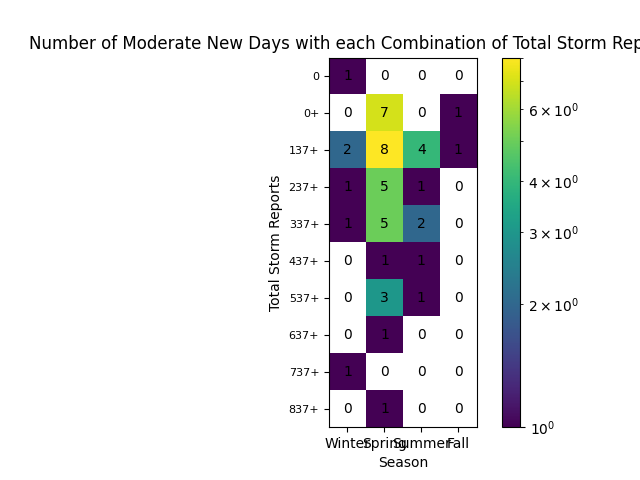 Number of Moderate New Days with each Combination of Total Storm Rep
Total Storm Reports
0 1 0 0 0
0+ 0 7 0 1
137+ 2 8 4 1
237+ 1 5 1 0
337+ 1 5 2 0
437+ 0 1 1 0
537+ 0 3 1 0
637+ 0 1 0 0
737+ 1 0 0 0
837+ 0 1 0 0
Winter Spring Summer Fall
Season
6 × 10⁰
4 × 10⁰
3 × 10⁰
2 × 10⁰
10⁰